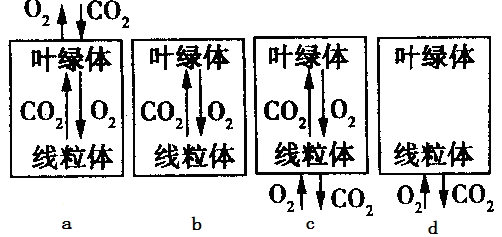 O₂ CO₂
叶绿体 叶绿体 叶绿体 叶绿体
CO₂ O₂ CO₂ O₂ CO₂ O₂
线粒体 线粒体 线粒体 线粒体
O₂ CO₂ O₂ CO₂
a b c d